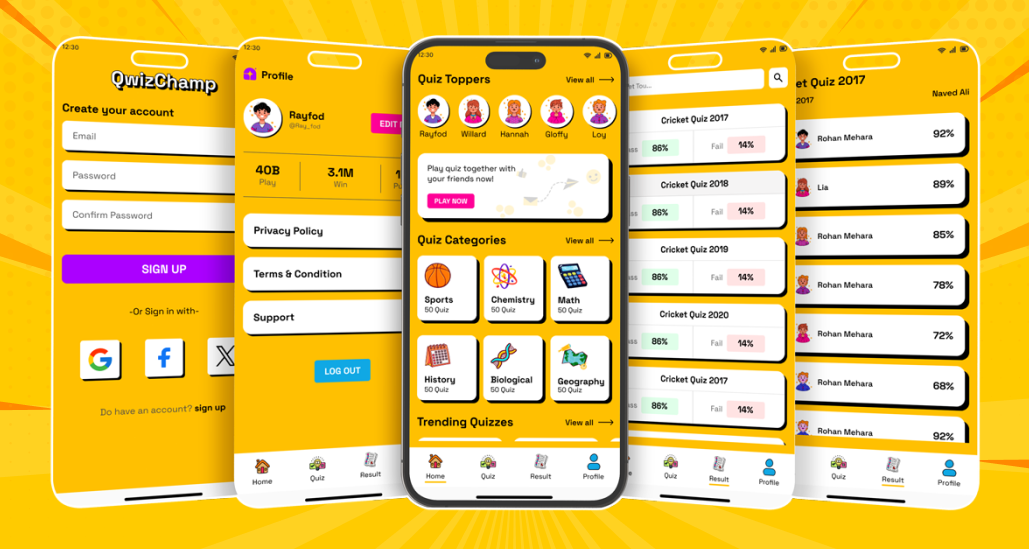 12:30
QwizChamp
Create your account
Email
Password
Confirm Password
SIGN UP
-Or Sign in with-
Do have an account? sign up
12:30
Profile
Rayfod
@Ray_fod
EDIT
40B
Play
3.1M
Win
Privacy Policy
Terms & Condition
Support
LOG OUT
Home
Quiz
Result
12:30
Quiz Toppers
View all
Rayfod
Willard
Hannah
Gloffy
Loy
Play quiz together with
your friends now!
PLAY NOW
Quiz Categories
View all
Sports
50 Quiz
Chemistry
50 Quiz
Math
50 Quiz
History
50 Quiz
Biological
50 Quiz
Geography
50 Quiz
Trending Quizzes
View all
Home
Quiz
Result
Profile
Cricket Quiz 2017
86%
Fail
14%
Cricket Quiz 2018
86%
Fail
14%
Cricket Quiz 2019
86%
Fail
14%
Cricket Quiz 2020
86%
Fail
14%
Cricket Quiz 2017
86%
Fail
14%
Quiz
Result
Profile
et Quiz 2017
2017
Naved Ali
Rohan Mehara
92%
Lia
89%
Rohan Mehara
85%
Rohan Mehara
78%
Rohan Mehara
72%
Rohan Mehara
68%
Rohan Mehara
92%
Quiz
Result
Profile